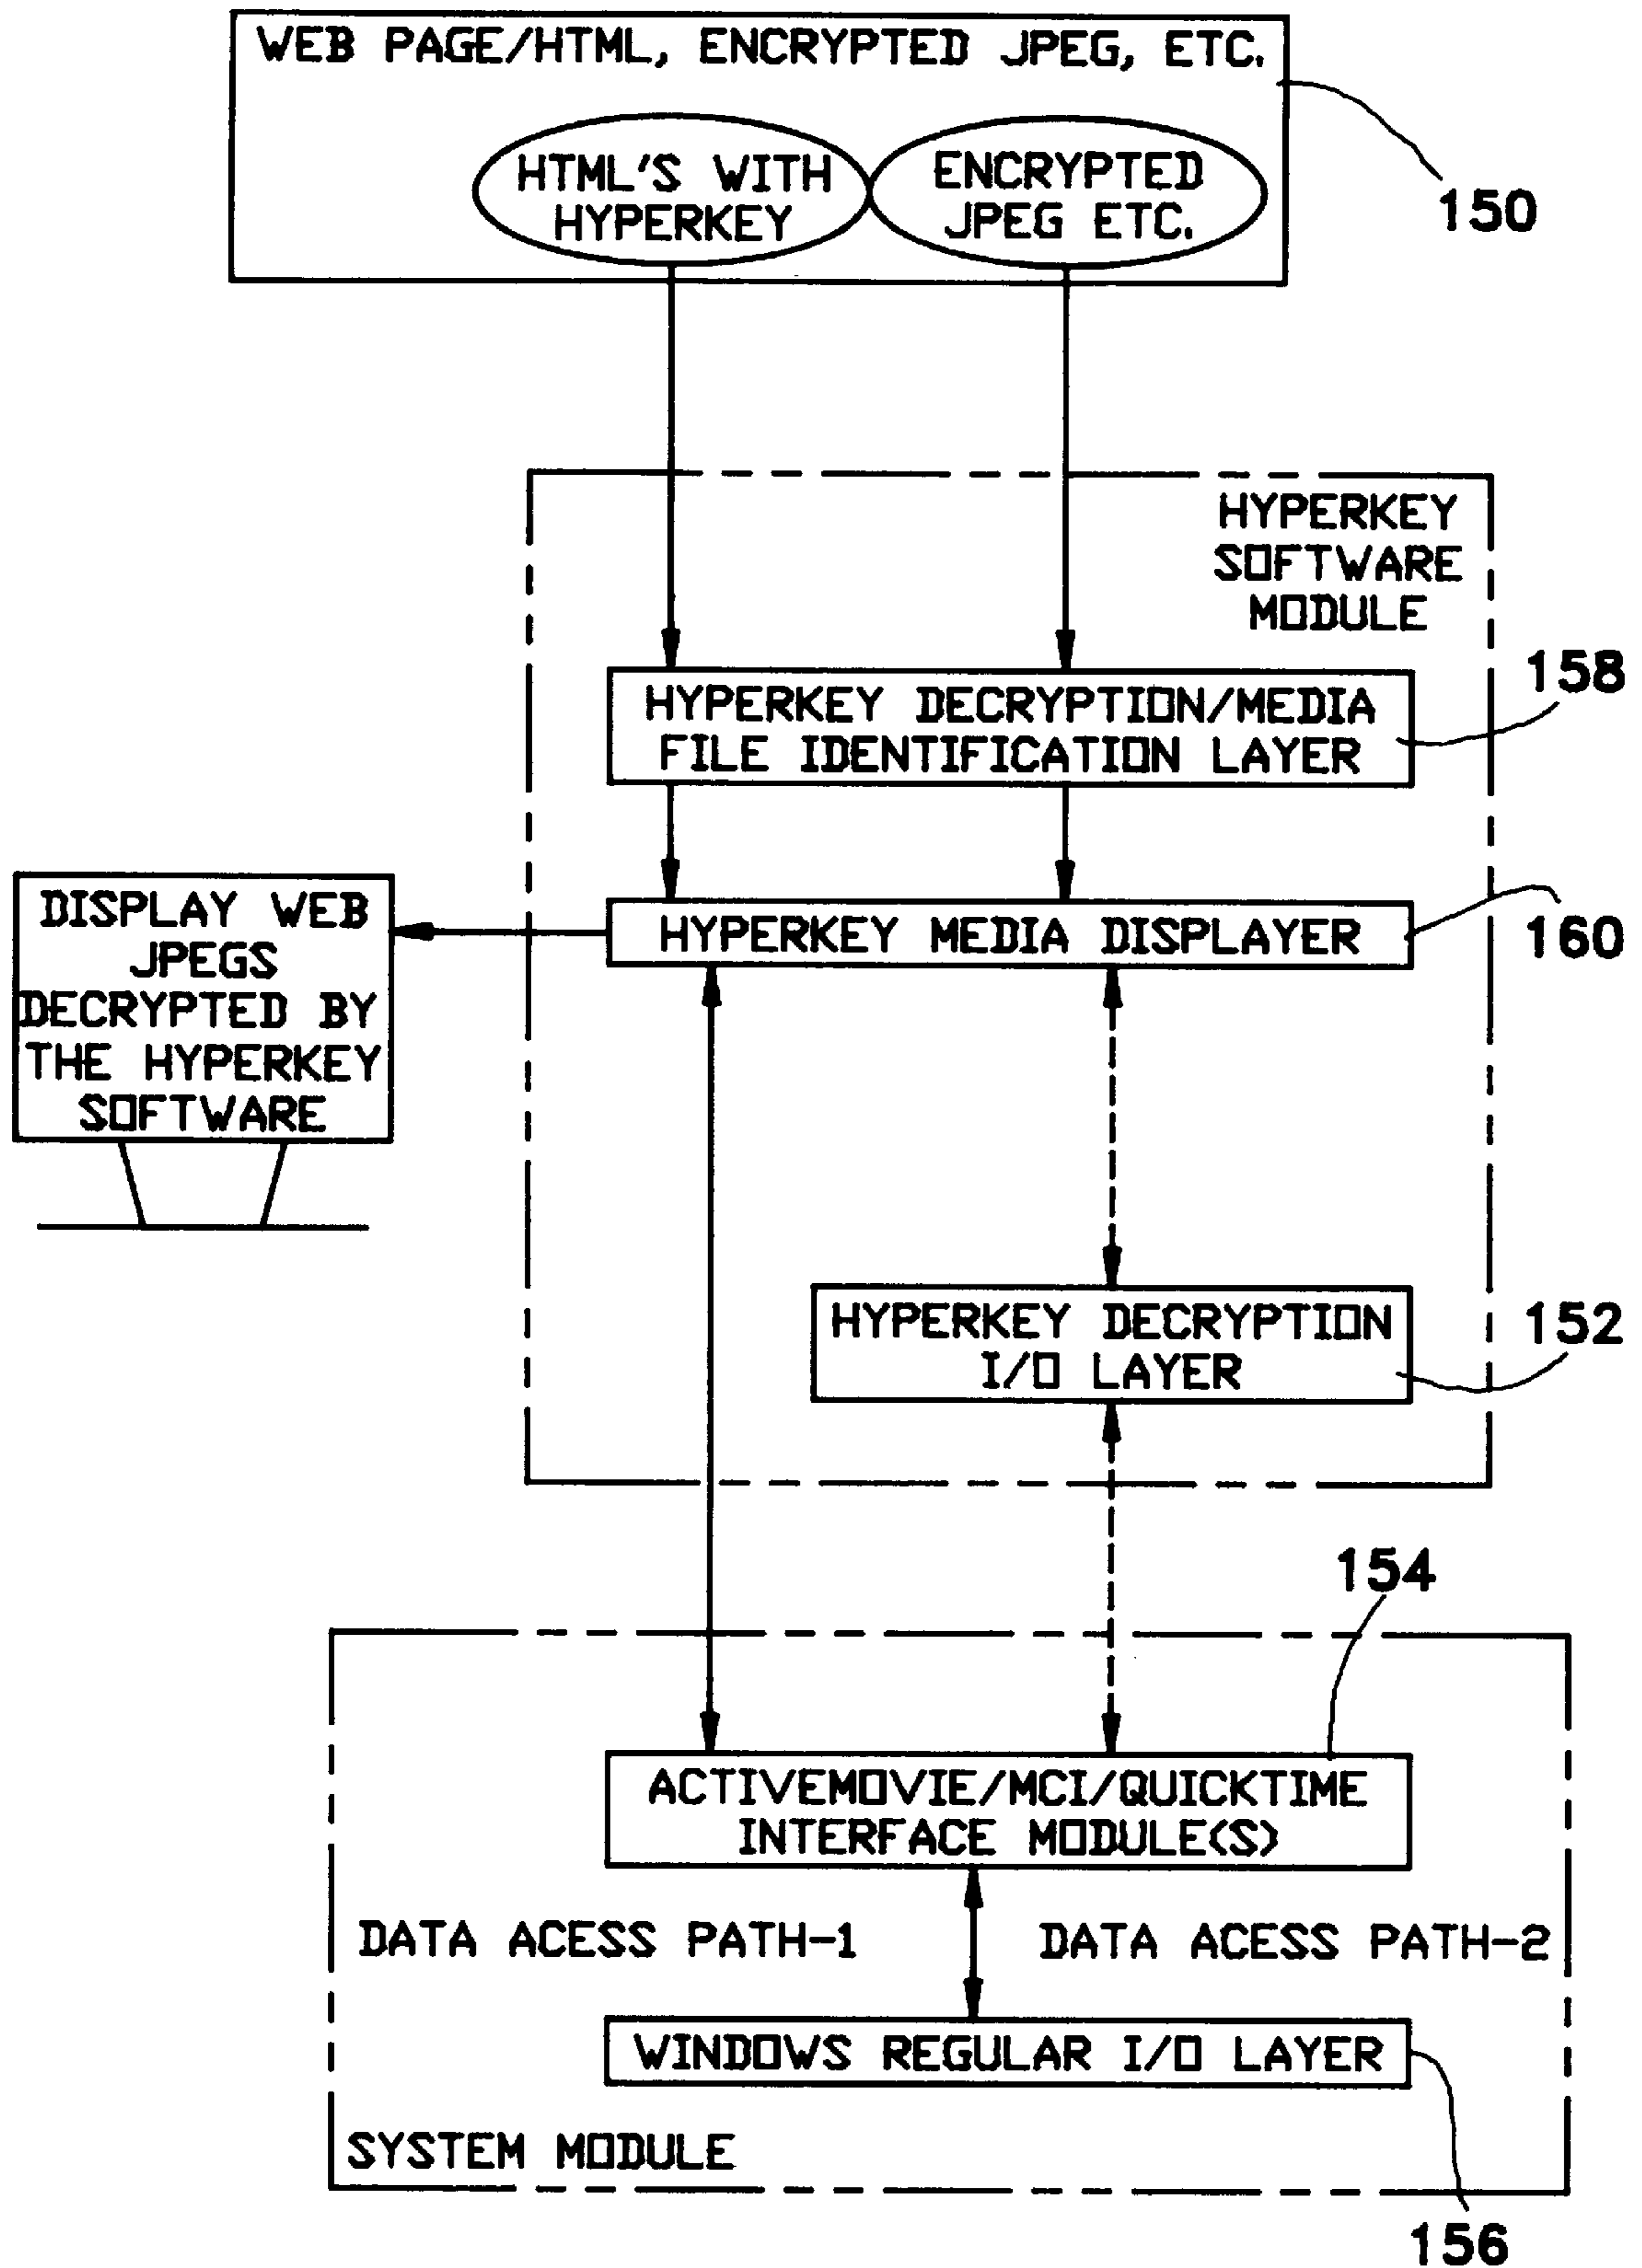 WEB PAGE/HTML, ENCRYPTED JPEG, ETC.
HTML'S WITH
HYPERKEY
ENCRYPTED
JPEG ETC.
150
HYPERKEY
SOFTWARE
MODULE
158
HYPERKEY DECRYPTION/MEDIA
FILE IDENTIFICATION LAYER
DISPLAY WEB
JPEGS
DECRYPTED BY
THE HYPERKEY
SOFTWARE
HYPERKEY MEDIA DISPLAYER
160
HYPERKEY DECRYPTION
I/O LAYER
152
154
ACTIVEMOVIE/MCI/QUICKTIME
INTERFACE MODULE(S)
DATA ACESS PATH-1
DATA ACESS PATH-2
WINDOWS REGULAR I/O LAYER
SYSTEM MODULE
156